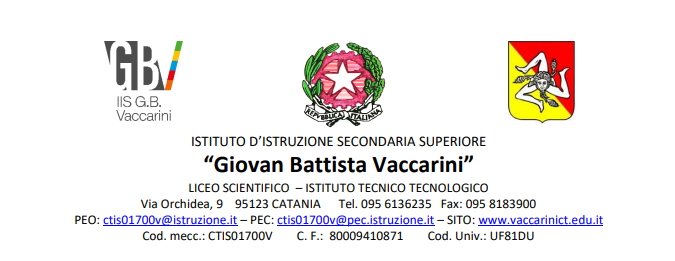 GBV
IIS G.B.
Vaccarini
REPVBBLICA ITALIANA
ISTITUTO D'ISTRUZIONE SECONDARIA SUPERIORE
“Giovan Battista Vaccarini”
LICEO SCIENTIFICO – ISTITUTO TECNICO TECNOLOGICO
Via Orchidea, 9 95123 CATANIA Tel. 095 6136235 Fax: 095 8183900
PEO: ctis01700v@istruzione.it – PEC: ctis01700v@pec.istruzione.it – SITO: www.vaccarinict.edu.it
Cod. mecc.: CTIS01700V C. F.: 80009410871 Cod. Univ.: UF81DU